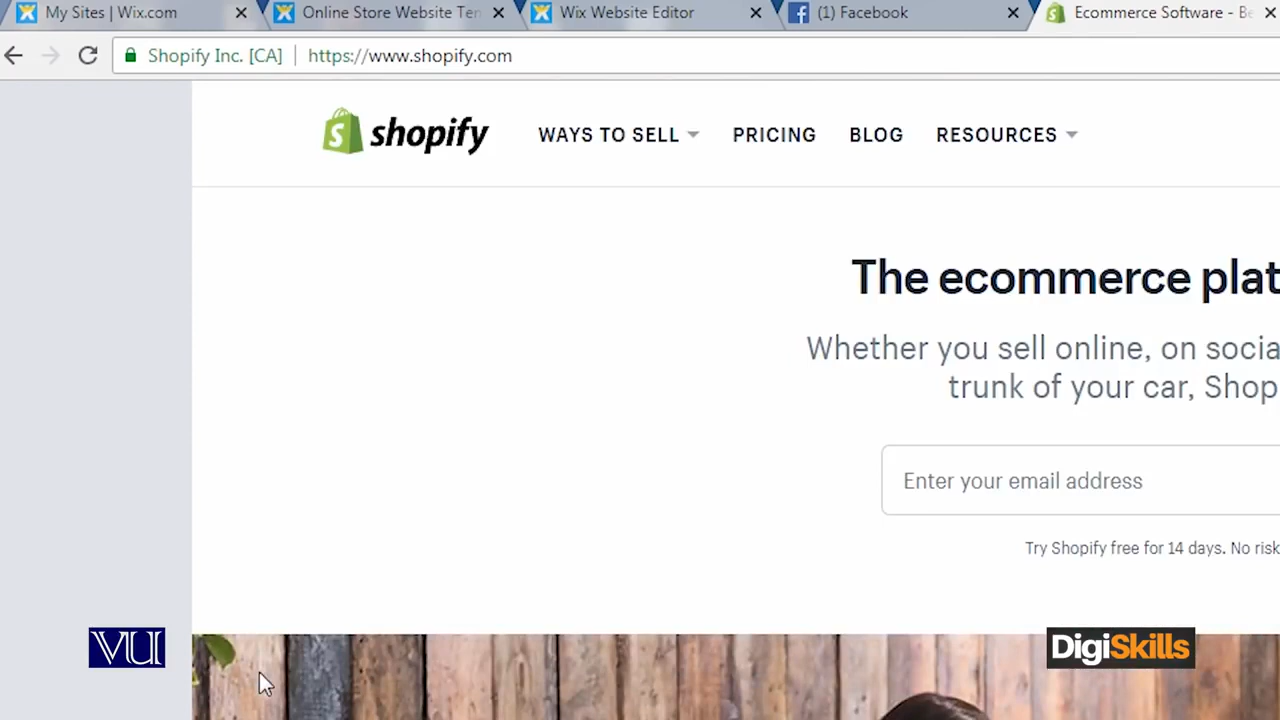 My Sites | Wix.com
Online Store Website Ten
Wix Website Editor
(1) Facebook
Ecommerce Software - Be
Shopify Inc. [CA]
https://www.shopify.com
shopify
WAYS TO SELL
PRICING
BLOG
RESOURCES
The ecommerce plat
Whether you sell online, on socia
trunk of your car, Shop
Enter your email address
Try Shopify free for 14 days. No risk
VU
DigiSkills